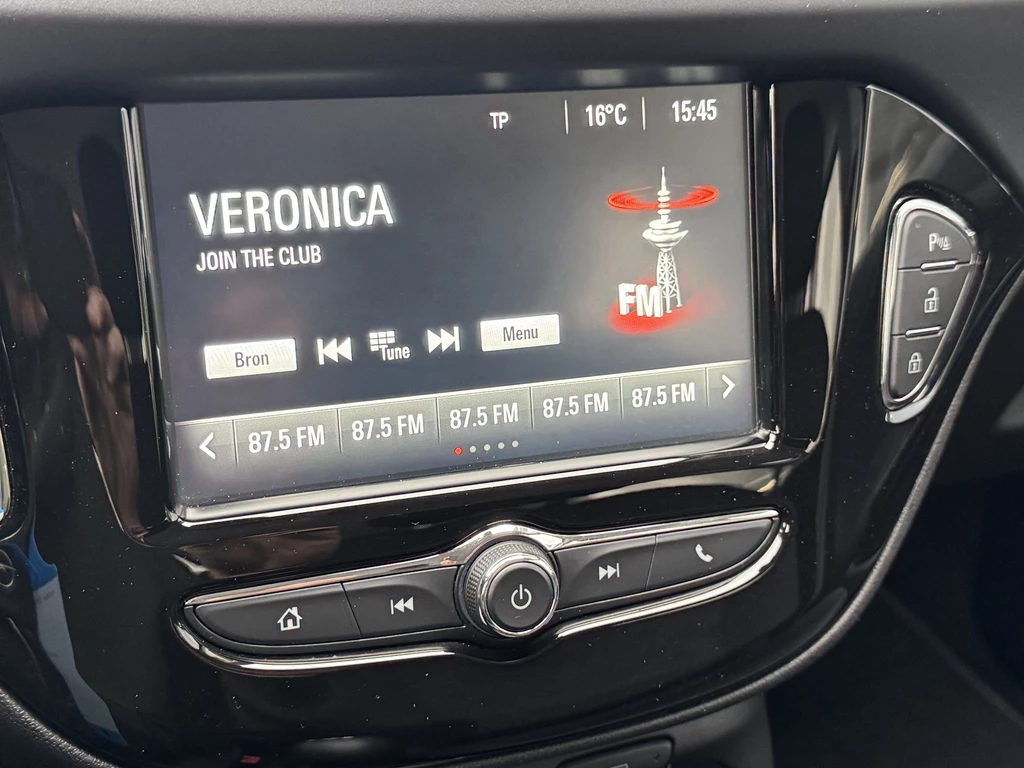 TP 16°C 15:45
VERONICA
JOIN THE CLUB
FM
Bron Tune Menu
87.5 FM 87.5 FM 87.5 FM 87.5 FM 87.5 FM
P